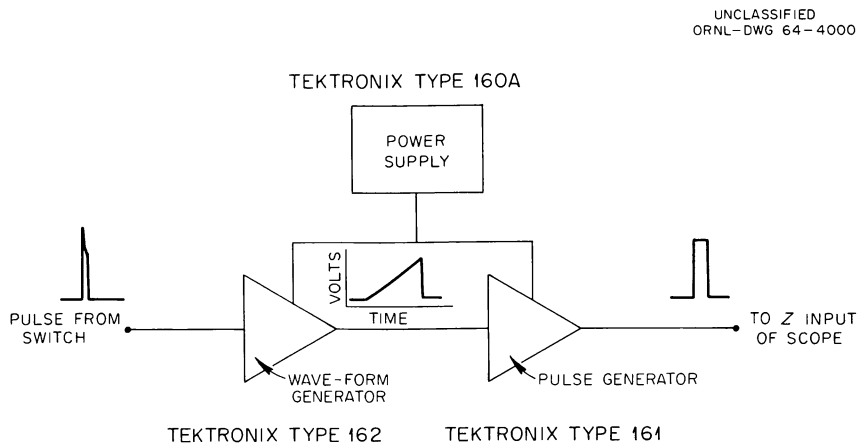 UNCLASSIFIED
ORNL-DWG 64-4000
TEKTRONIX TYPE 160A
POWER
SUPPLY
VOLTS
TIME
PULSE FROM
SWITCH
TO Z INPUT
OF SCOPE
WAVE-FORM
GENERATOR
PULSE GENERATOR
TEKTRONIX TYPE 162
TEKTRONIX TYPE 161